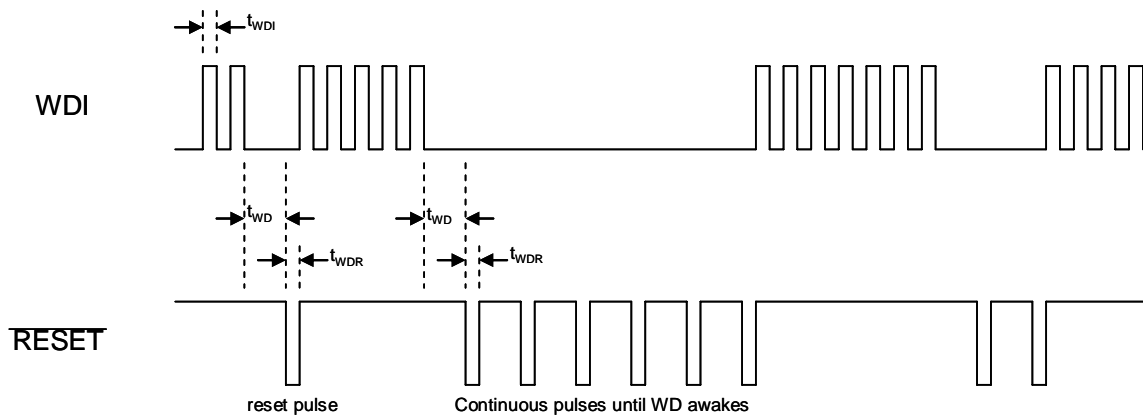 tWDI
WDI
tWD
tWD
tWDR
tWDR
RESET
reset pulse
Continuous pulses until WD awakes